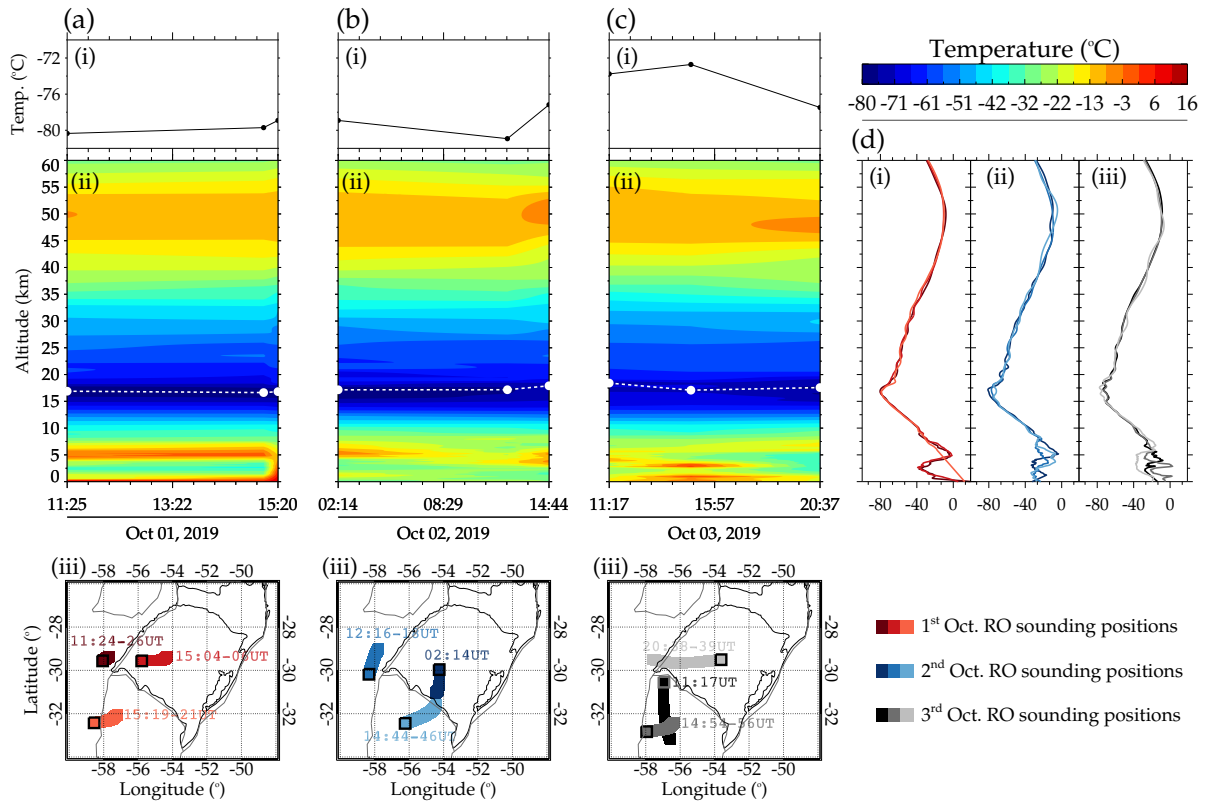 (a)
(b)
(c)
Temperature (°C)
-80 -71 -61 -51 -42 -32 -22 -13 -3 6 16
Temp. (°C)
-72
-76
-80
(i)
(i)
(i)
(d)
Altitude (km)
60
55
50
45
40
35
30
25
20
15
10
5
0
(ii)
(ii)
(ii)
(i)
(ii)
(iii)
11:25 13:22 15:20
02:14 08:29 14:44
11:17 15:57 20:37
-80 -40 0
-80 -40 0
-80 -40 0
Oct 01, 2019
Oct 02, 2019
Oct 03, 2019
(iii)
-58 -56 -54 -52 -50
(iii)
-58 -56 -54 -52 -50
(iii)
-58 -56 -54 -52 -50
Latitude (°)
-28
-30
-32
11:24-26UT
15:04-06UT
15:19-21UT
-58 -56 -54 -52 -50
Longitude (°)
-28
-30
-32
02:14UT
14:44-46UT
-58 -56 -54 -52 -50
Longitude (°)
-28
-30
-32
11:17UT
14:54-56UT
-58 -56 -54 -52 -50
Longitude (°)
1st Oct. RO sounding positions
2nd Oct. RO sounding positions
3rd Oct. RO sounding positions